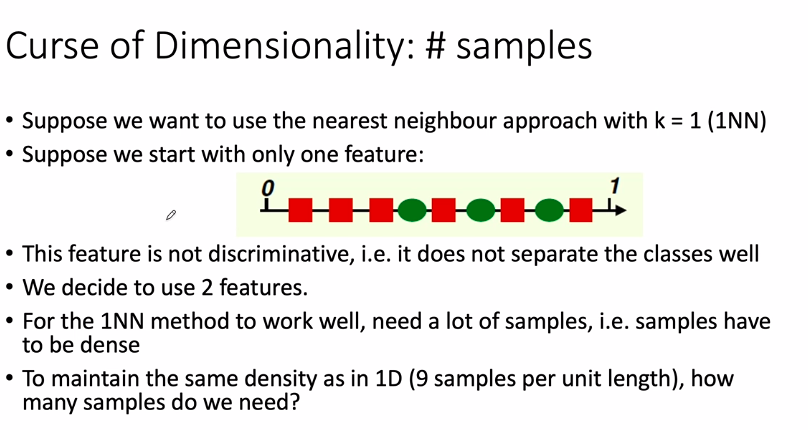 Curse of Dimensionality: # samples
• Suppose we want to use the nearest neighbour approach with k = 1 (1NN)
• Suppose we start with only one feature:
0 1
• This feature is not discriminative, i.e. it does not separate the classes well
• We decide to use 2 features.
• For the 1NN method to work well, need a lot of samples, i.e. samples have
to be dense
• To maintain the same density as in 1D (9 samples per unit length), how
many samples do we need?